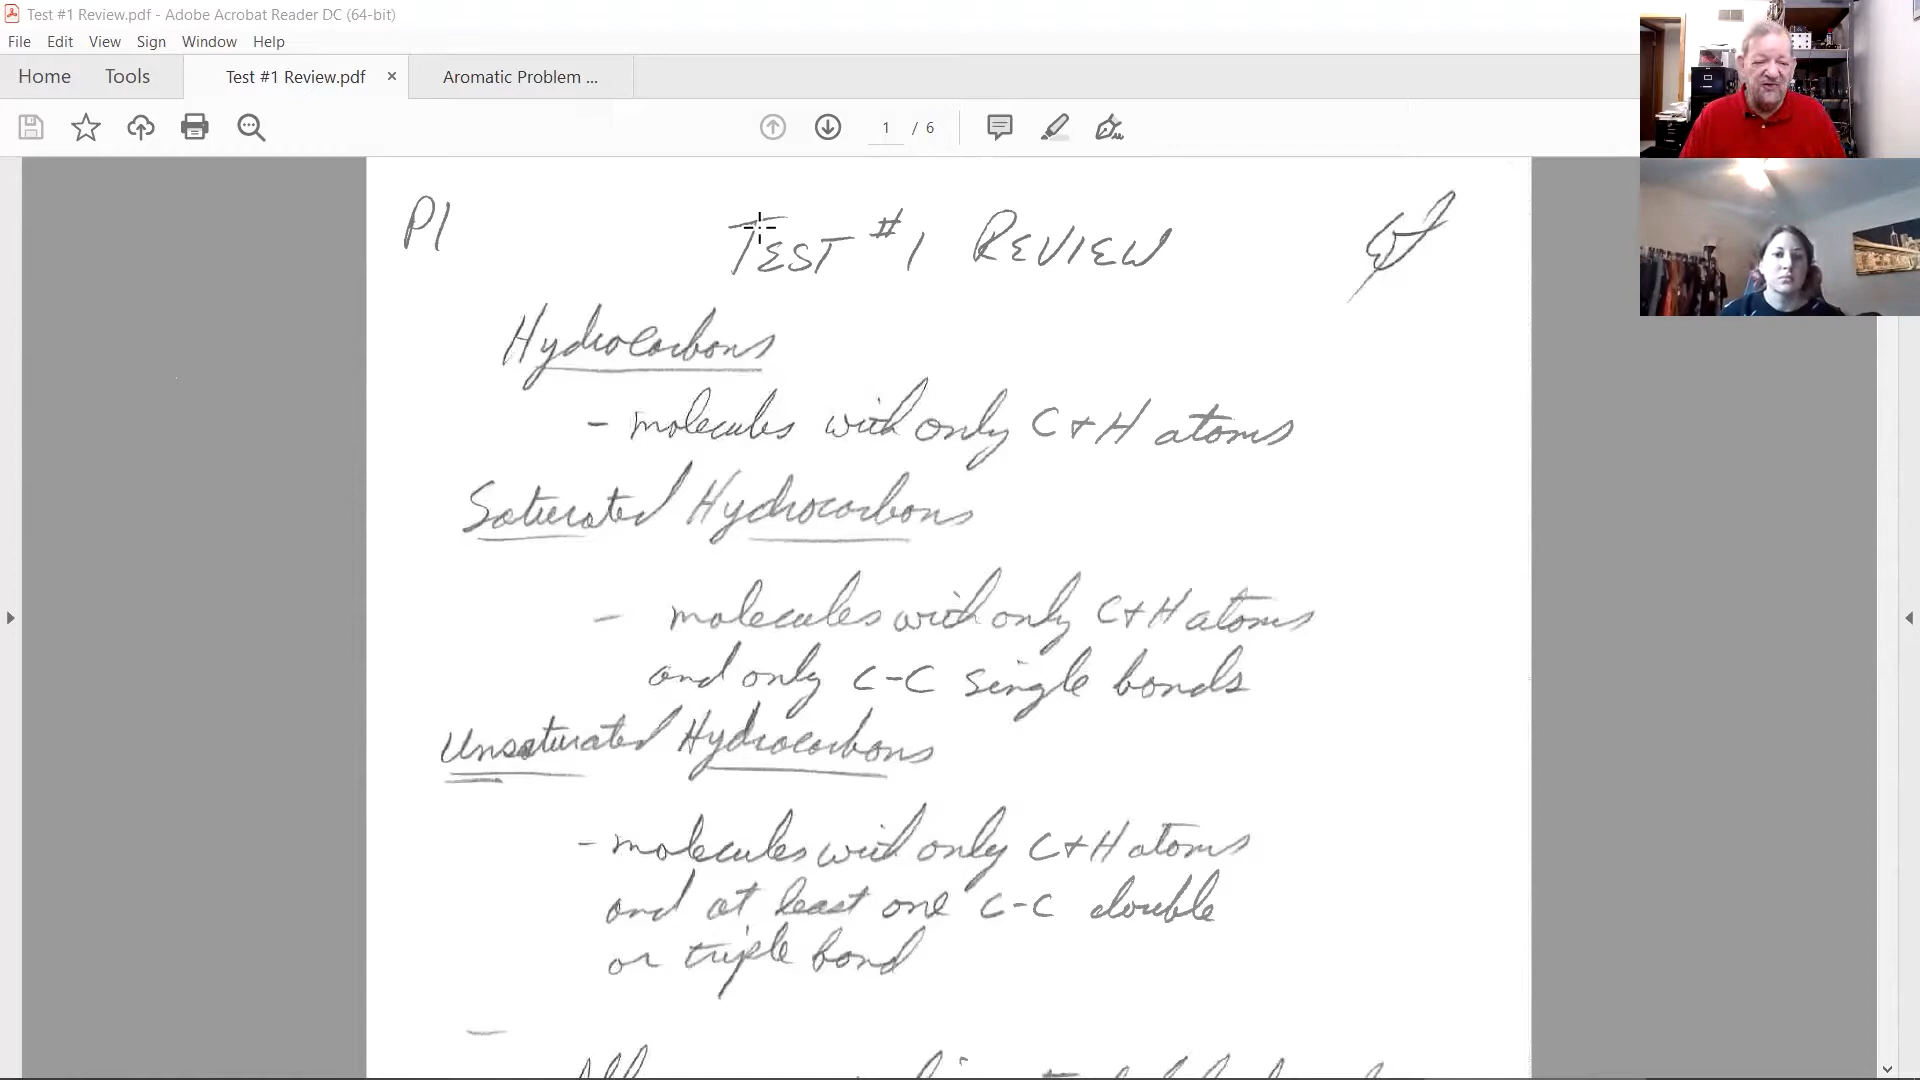 Test #1 Review.pdf - Adobe Acrobat Reader DC (64-bit)
File Edit View Sign Window Help
Home Tools Test #1 Review.pdf × Aromatic Problem ...
1 / 6
P1 TEST #1 REVIEW
Hydrocarbons
- molecules with only C + H atoms
Saturated Hydrocarbons
- molecules with only C + H atoms
and only C-C single bonds
Unsaturated Hydrocarbons
- molecules with only C + H atoms
and at least one C-C double
or triple bond